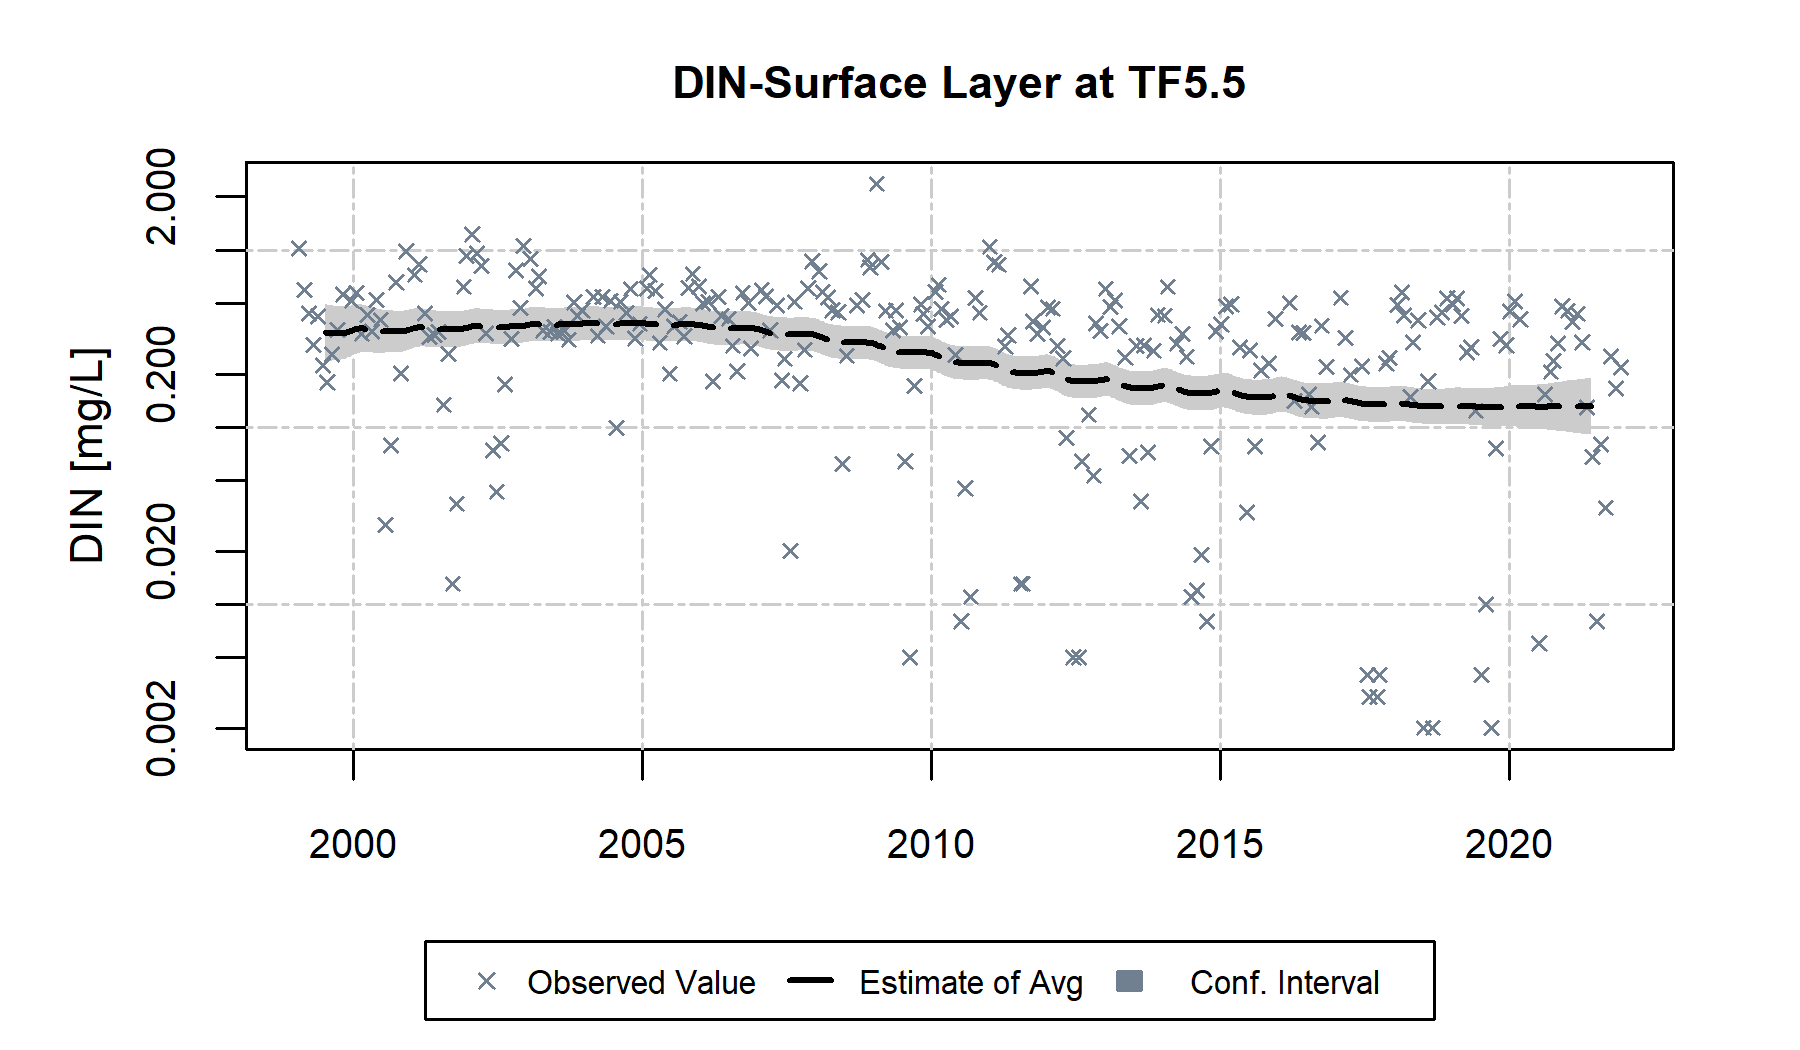 DIN-Surface Layer at TF5.5
DIN [mg/L]
2.000
0.200
0.020
0.002
2000 2005 2010 2015 2020
Observed Value Estimate of Avg Conf. Interval